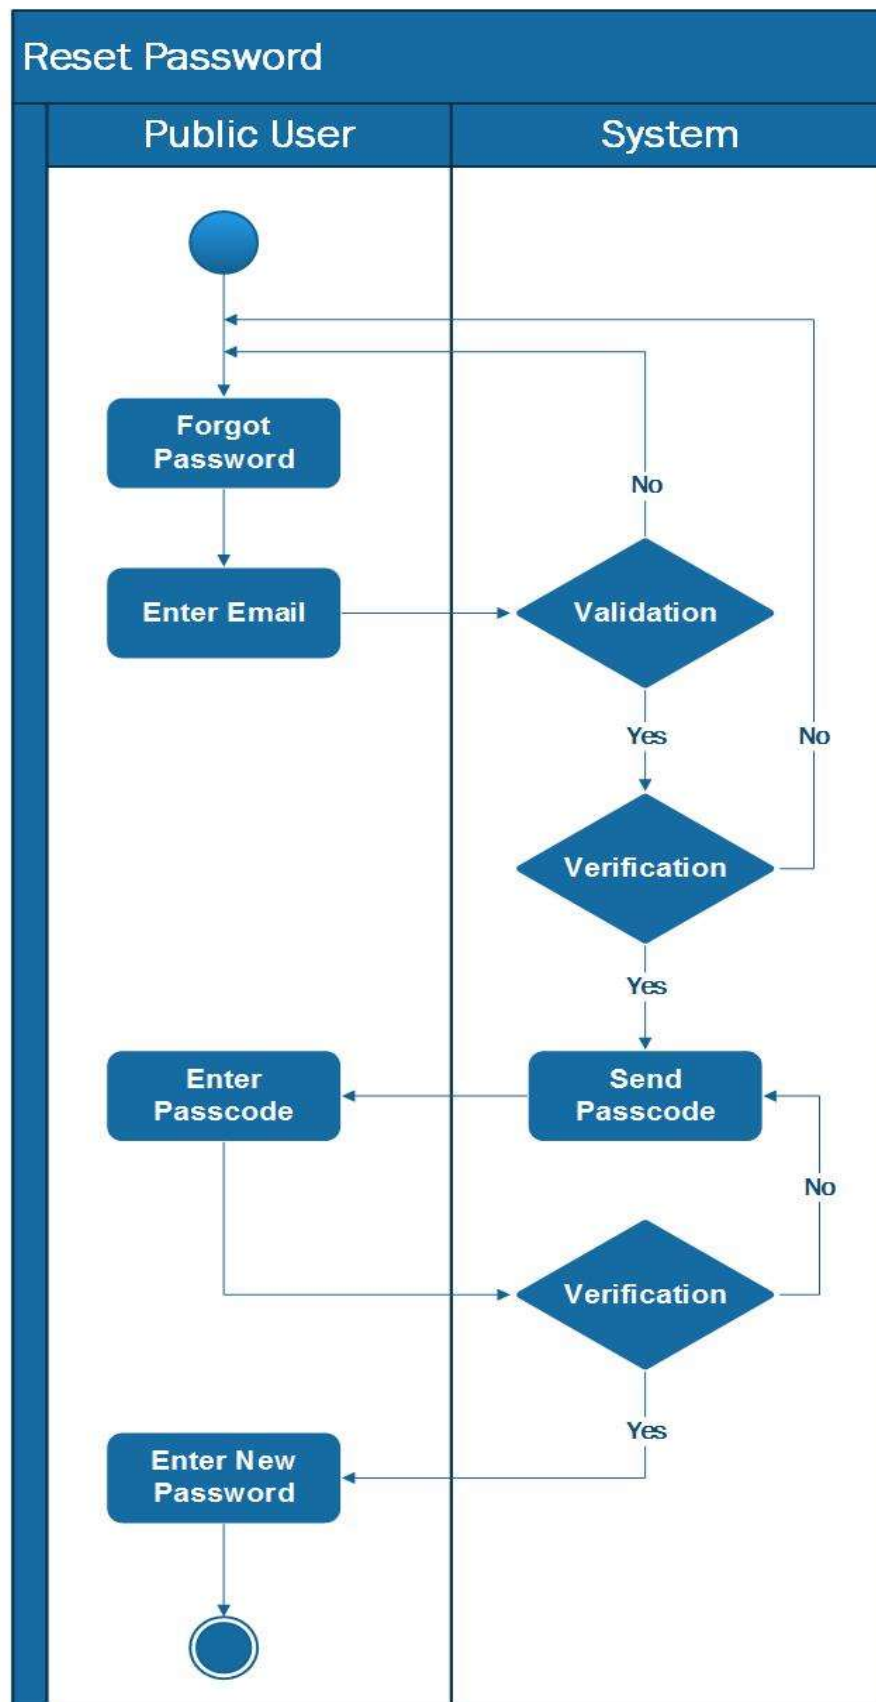 Reset Password
Public User
System
Forgot
Password
No
Enter Email
Validation
Yes
No
Verification
Yes
Enter
Passcode
Send
Passcode
No
Verification
Yes
Enter New
Password